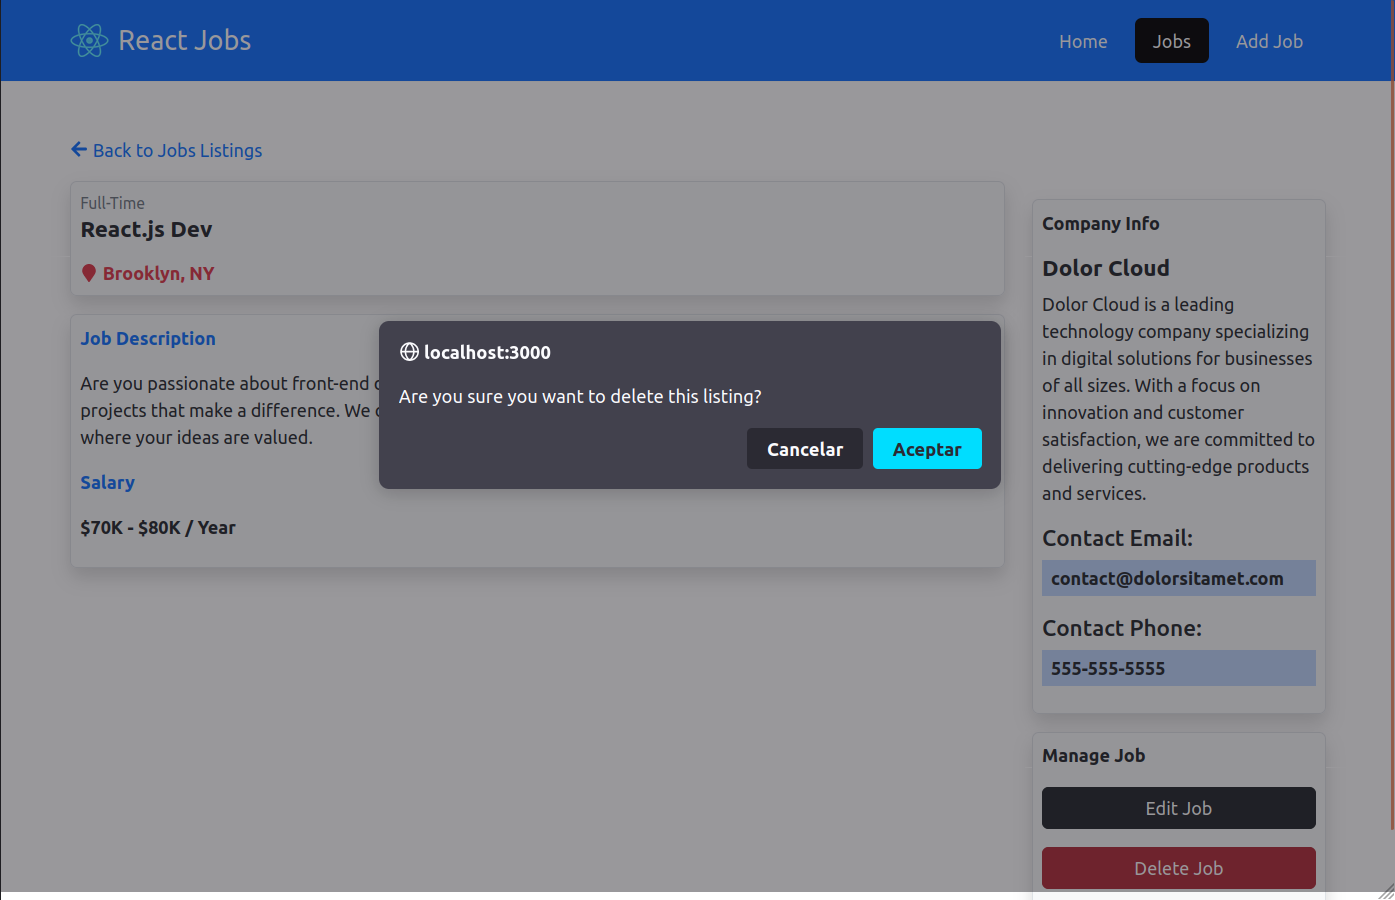 React Jobs
Home
Jobs
Add Job
Back to Jobs Listings
Full-Time
React.js Dev
Brooklyn, NY
Job Description
Are you passionate about front-end
projects that make a difference. We
where your ideas are valued.
Salary
$70K - $80K / Year
localhost:3000
Are you sure you want to delete this listing?
Cancelar
Aceptar
Company Info
Dolor Cloud
Dolor Cloud is a leading
technology company specializing
in digital solutions for businesses
of all sizes. With a focus on
innovation and customer
satisfaction, we are committed to
delivering cutting-edge products
and services.
Contact Email:
contact@dolorsitamet.com
Contact Phone:
555-555-5555
Manage Job
Edit Job
Delete Job